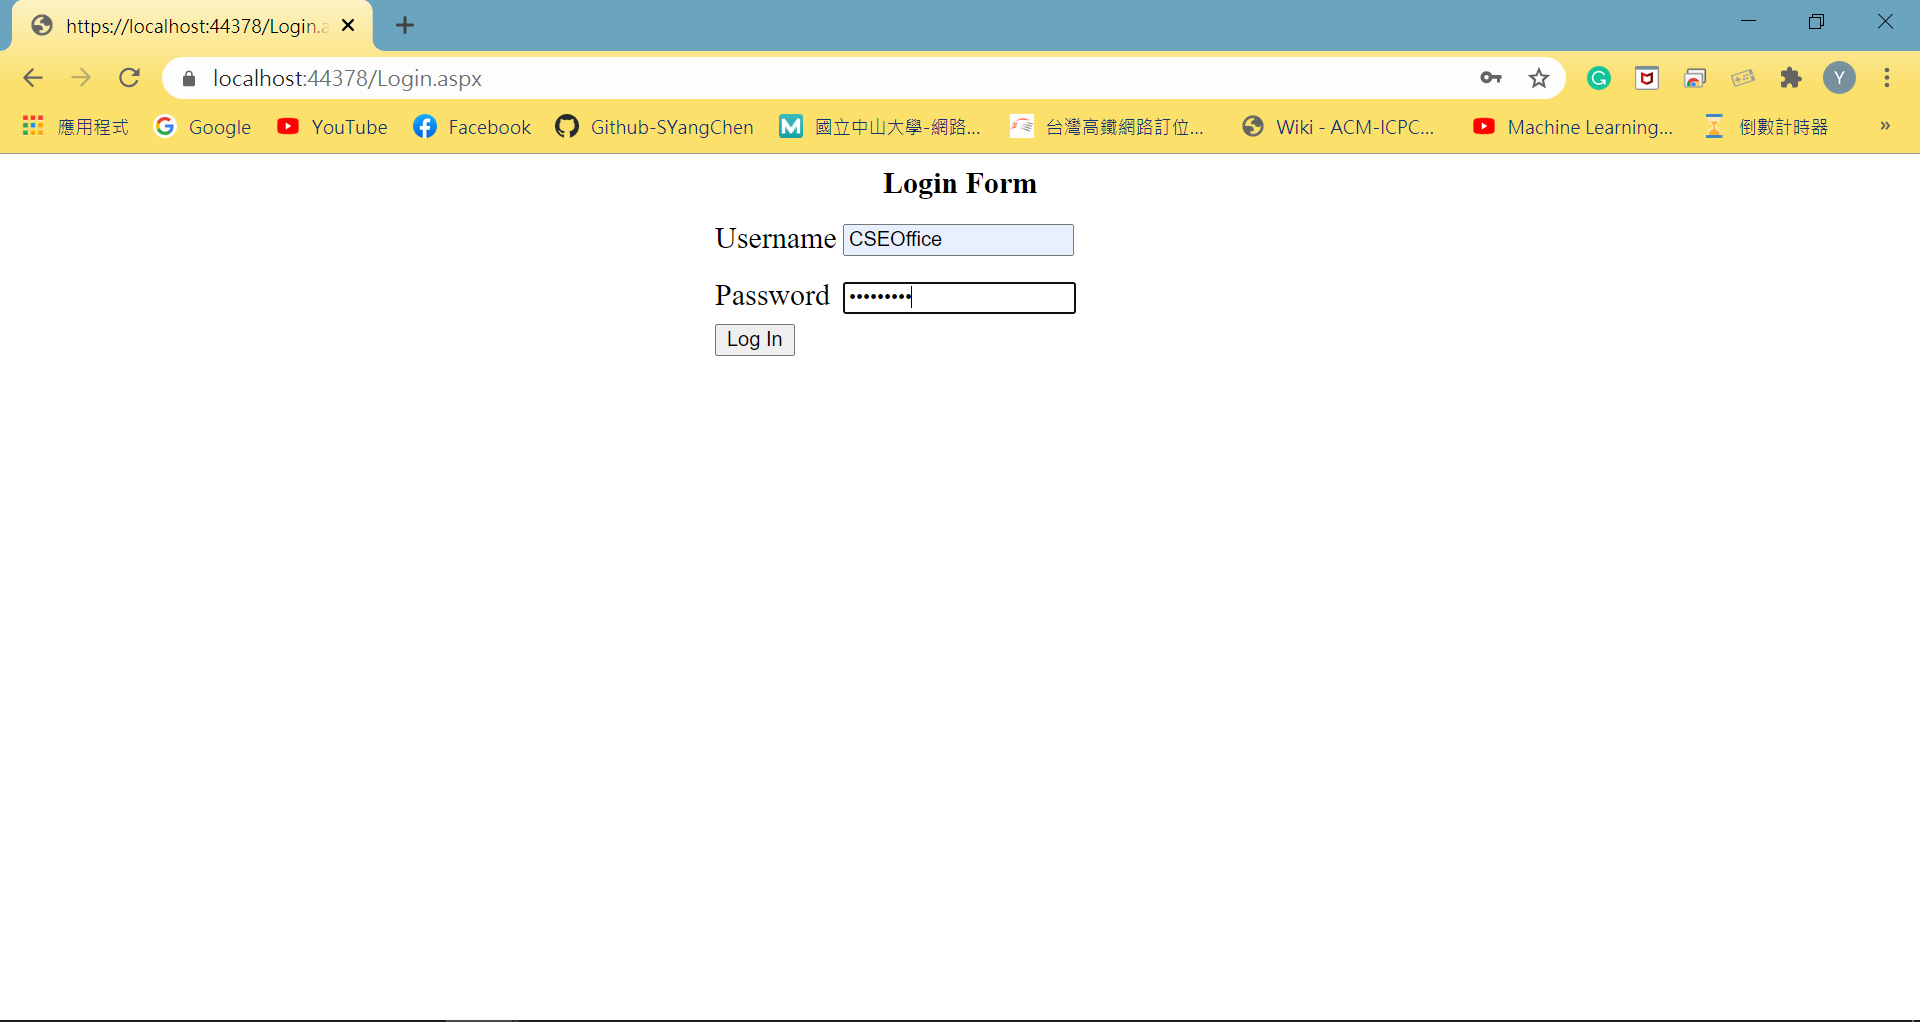 https://localhost:44378/Login.a
localhost:44378/Login.aspx
Y
應用程式 Google YouTube Facebook Github-SYangChen 國立中山大學-網路... 台灣高鐵網路訂位... Wiki - ACM-ICPC... Machine Learning... 倒數計時器 »
Login Form
Username CSEOffice
Password •••••••••
Log In